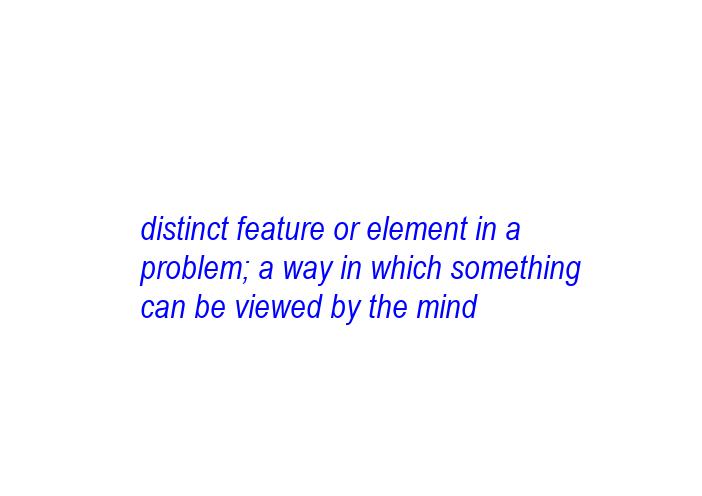 distinct feature or element in a
problem; a way in which something
can be viewed by the mind